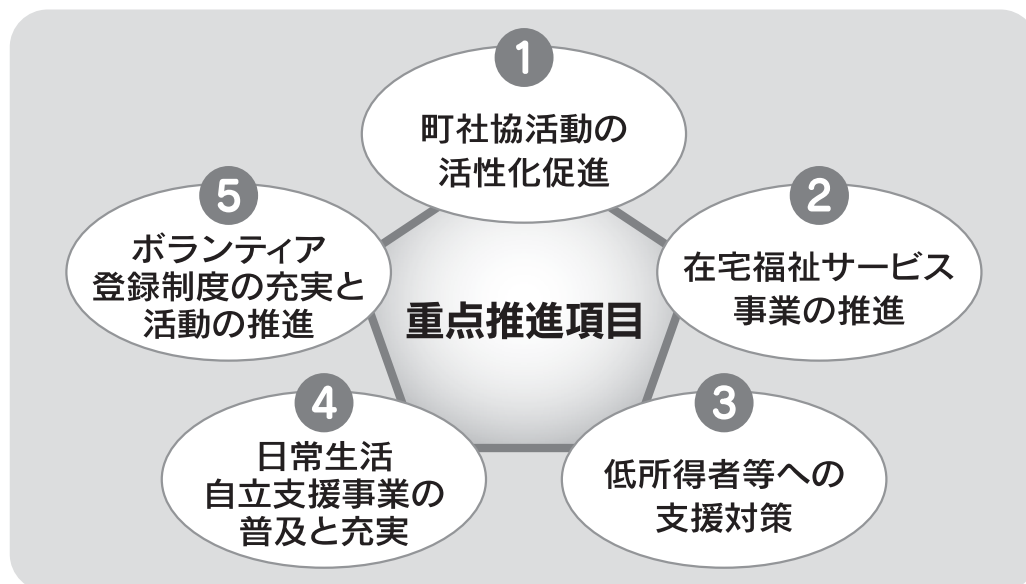 1
町社協活動の
活性化促進
2
在宅福祉サービス
事業の推進
3
低所得者等への
支援対策
4
日常生活
自立支援事業の
普及と充実
5
ボランティア
登録制度の充実と
活動の推進
重点推進項目